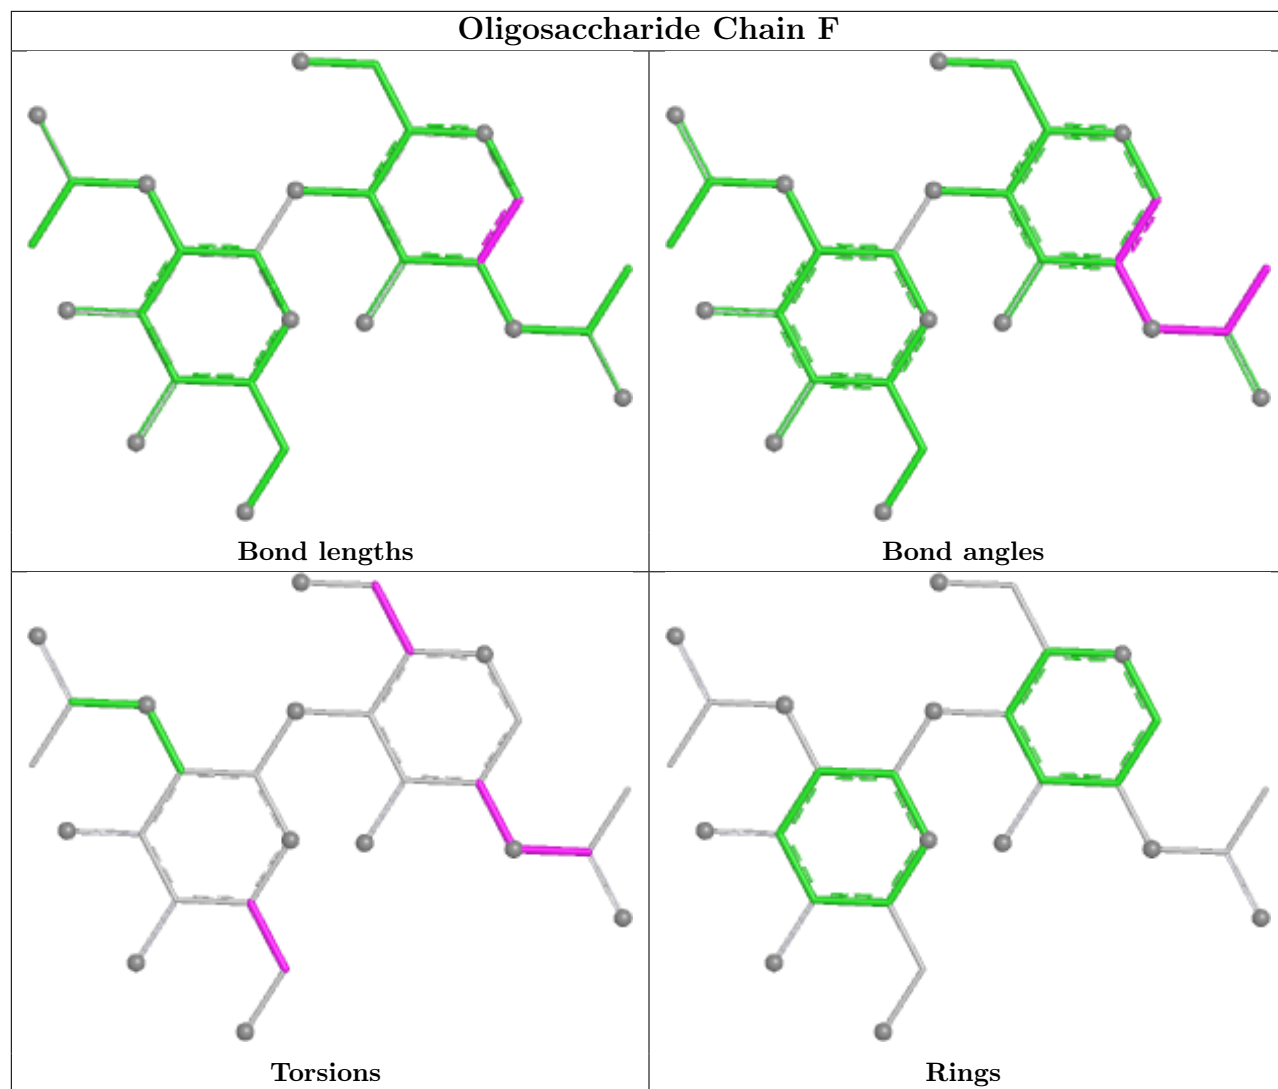 Oligosaccharide Chain F
Bond lengths
Bond angles
Torsions
Rings